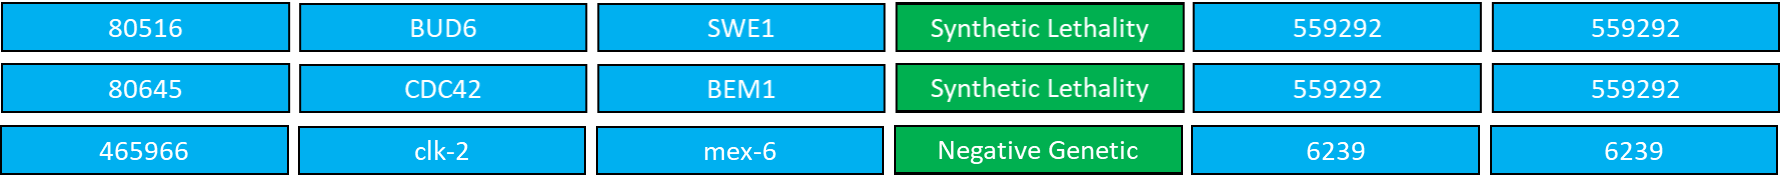 80516 BUD6 SWE1 Synthetic Lethality 559292 559292
80645 CDC42 BEM1 Synthetic Lethality 559292 559292
465966 clk-2 mex-6 Negative Genetic 6239 6239